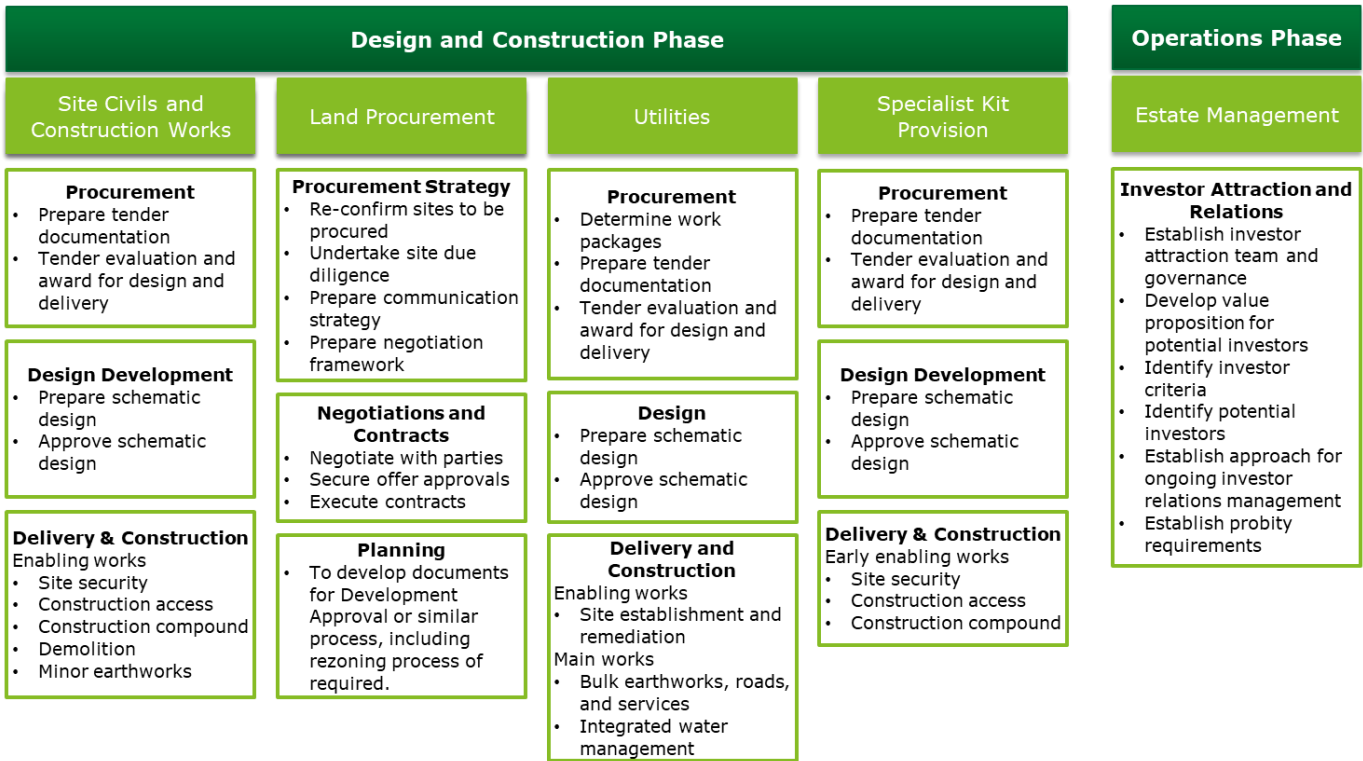 Design and Construction Phase
Operations Phase
Site Civils and
Construction Works
Land Procurement
Utilities
Specialist Kit
Provision
Estate Management
Procurement
• Prepare tender
documentation
• Tender evaluation and
award for design and
delivery
Design Development
• Prepare schematic
design
• Approve schematic
design
Delivery & Construction
Enabling works
• Site security
• Construction access
• Construction compound
• Demolition
• Minor earthworks
Procurement Strategy
• Re-confirm sites to be
procured
• Undertake site due
diligence
• Prepare communication
strategy
• Prepare negotiation
framework
Negotiations and
Contracts
• Negotiate with parties
• Secure offer approvals
• Execute contracts
Planning
• To develop documents
for Development
Approval or similar
process, including
rezoning process of
required.
Procurement
• Determine work
packages
• Prepare tender
documentation
• Tender evaluation and
award for design and
delivery
Design
• Prepare schematic
design
• Approve schematic
design
Delivery and
Construction
Enabling works
• Site establishment and
remediation
Main works
• Bulk earthworks, roads,
and services
• Integrated water
management
Procurement
• Prepare tender
documentation
• Tender evaluation and
award for design and
delivery
Design Development
• Prepare schematic
design
• Approve schematic
design
Delivery & Construction
Early enabling works
• Site security
• Construction access
• Construction compound
Investor Attraction and
Relations
• Establish investor
attraction team and
governance
• Develop value
proposition for
potential investors
• Identify investor
criteria
• Identify potential
investors
• Establish approach for
ongoing investor
relations management
• Establish probity
requirements